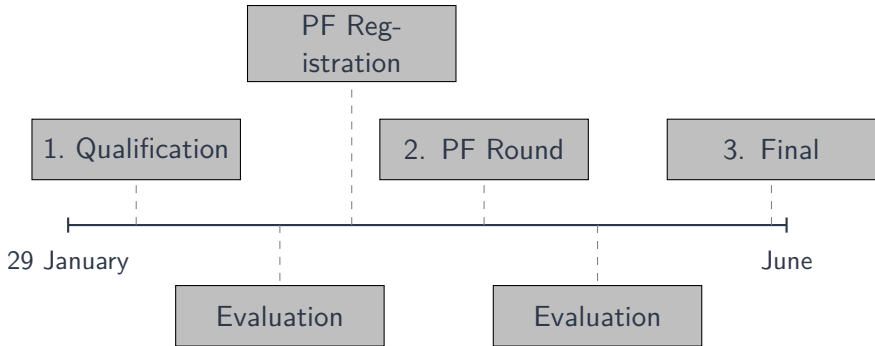 PF Reg-
istration
1. Qualification
2. PF Round
3. Final
29 January
June
Evaluation
Evaluation